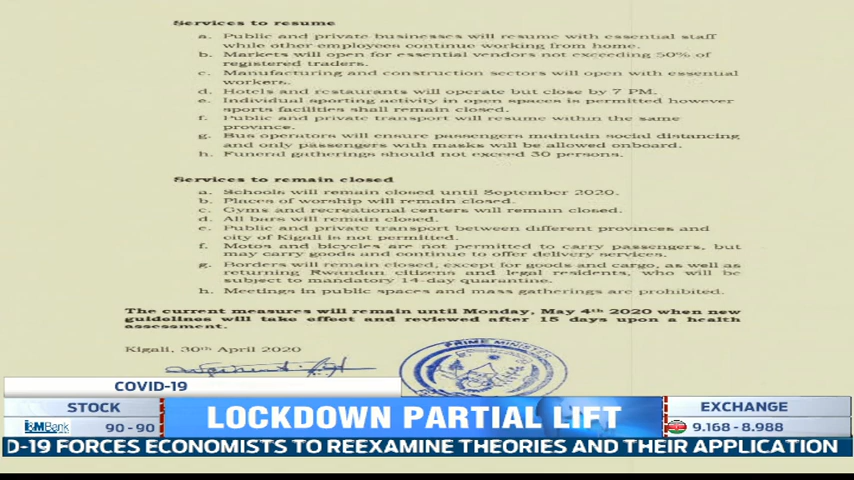 Services to resume
a. Public and private businesses will resume with essential staff
while other employees continue working from home.
b. Markets will open for essential vendors not exceeding 50% of
registered traders.
c. Manufacturing and construction sectors will open with essential
workers.
d. Hotels and restaurants will operate but close by 7 PM.
e. Individual sporting activity in open spaces is permitted however
sports facilities shall remain closed.
f. Public and private transport will resume within the same
province.
g. Bus operators will ensure passengers maintain social distancing
and only passengers with masks will be allowed onboard.
h. Funeral gatherings should not exceed 30 persons.
Services to remain closed
a. Schools will remain closed until September 2020.
b. Places of worship will remain closed.
c. Gyms and recreational centers will remain closed.
d. All bars will remain closed.
e. Public and private transport between different provinces and
city of Kigali is not permitted.
f. Motos and bicycles are not permitted to carry passengers, but
may carry goods and continue to offer delivery services.
g. Borders will remain closed, except for goods and cargo, as well as
returning Rwandan citizens and legal residents, who will be
subject to mandatory 14-day quarantine.
h. Meetings in public spaces and mass gatherings are prohibited.
The current measures will remain until Monday, May 4th 2020 when new
guidelines will take effect and reviewed after 15 days upon a health
assessment.
Kigali, 30th April 2020
PRIME MINISTER
COVID-19
STOCK
I&M Bank 90 - 90
LOCKDOWN PARTIAL LIFT
EXCHANGE
9.168 - 8.988
D-19 FORCES ECONOMISTS TO REEXAMINE THEORIES AND THEIR APPLICATION